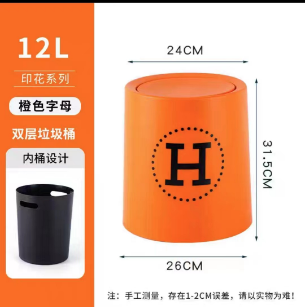 12L
印花系列
橙色字母
双层垃圾桶
内桶设计
24CM
H
31.5CM
26CM
注：手工测量，存在1-2CM误差，请以实物为难！